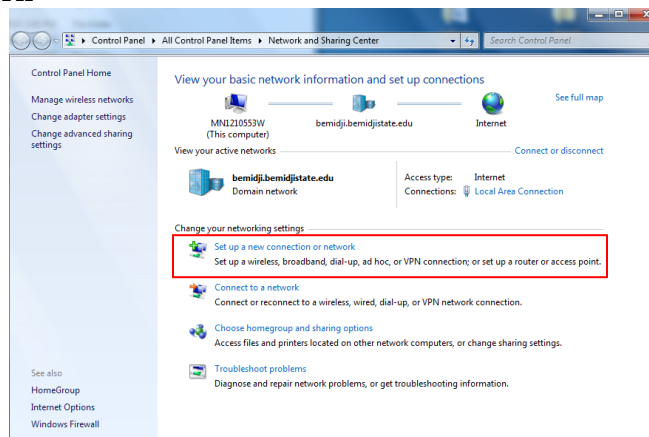 Control Panel ▸ All Control Panel Items ▸ Network and Sharing Center
Search Control Panel
Control Panel Home
Manage wireless networks
Change adapter settings
Change advanced sharing
settings
See also
HomeGroup
Internet Options
Windows Firewall
View your basic network information and set up connections
See full map
MNI1210553W bemidji.bemidjistate.edu Internet
(This computer)
View your active networks
Connect or disconnect
bemidji.bemidjistate.edu
Domain network
Access type: Internet
Connections: Local Area Connection
Change your networking settings
Set up a new connection or network
Set up a wireless, broadband, dial-up, ad hoc, or VPN connection; or set up a router or access point.
Connect to a network
Connect or reconnect to a wireless, wired, dial-up, or VPN network connection.
Choose homegroup and sharing options
Access files and printers located on other network computers, or change sharing settings.
Troubleshoot problems
Diagnose and repair network problems, or get troubleshooting information.